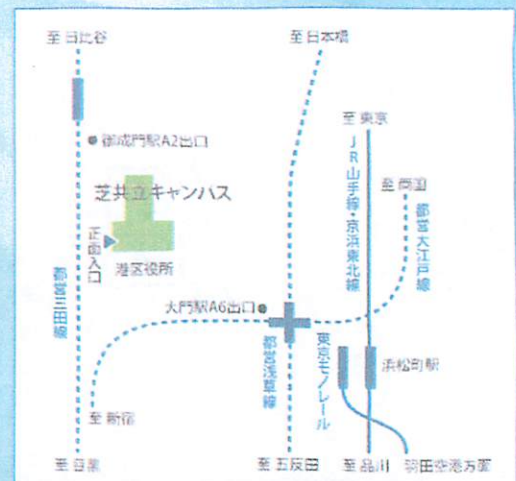 至 日比谷
至 日本橋
至 東京
御成門駅A2出口
芝共立キャンパス
至 両国
JR山手線・京浜東北線
都営大江戸線
正面入口
港区役所
都営三田線
大門駅A6出口
都営浅草線
東京モノレール
浜松町駅
至 新宿
至 目黒
至 五反田
至 品川
羽田空港方面